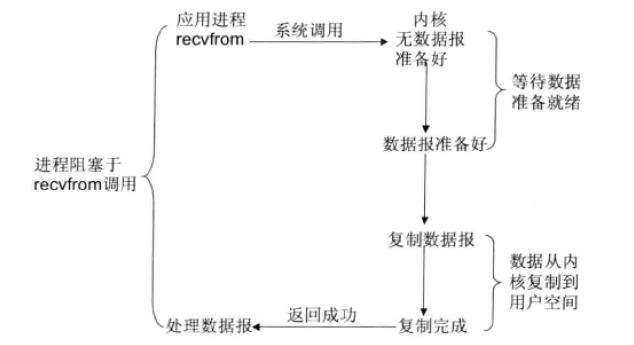 应用进程
recvfrom
系统调用
内核
无数据报
准备好
等待数据
准备就绪
数据报准备好
进程阻塞于
recvfrom调用
复制数据报
数据从内
核复制到
用户空间
处理数据报
返回成功
复制完成